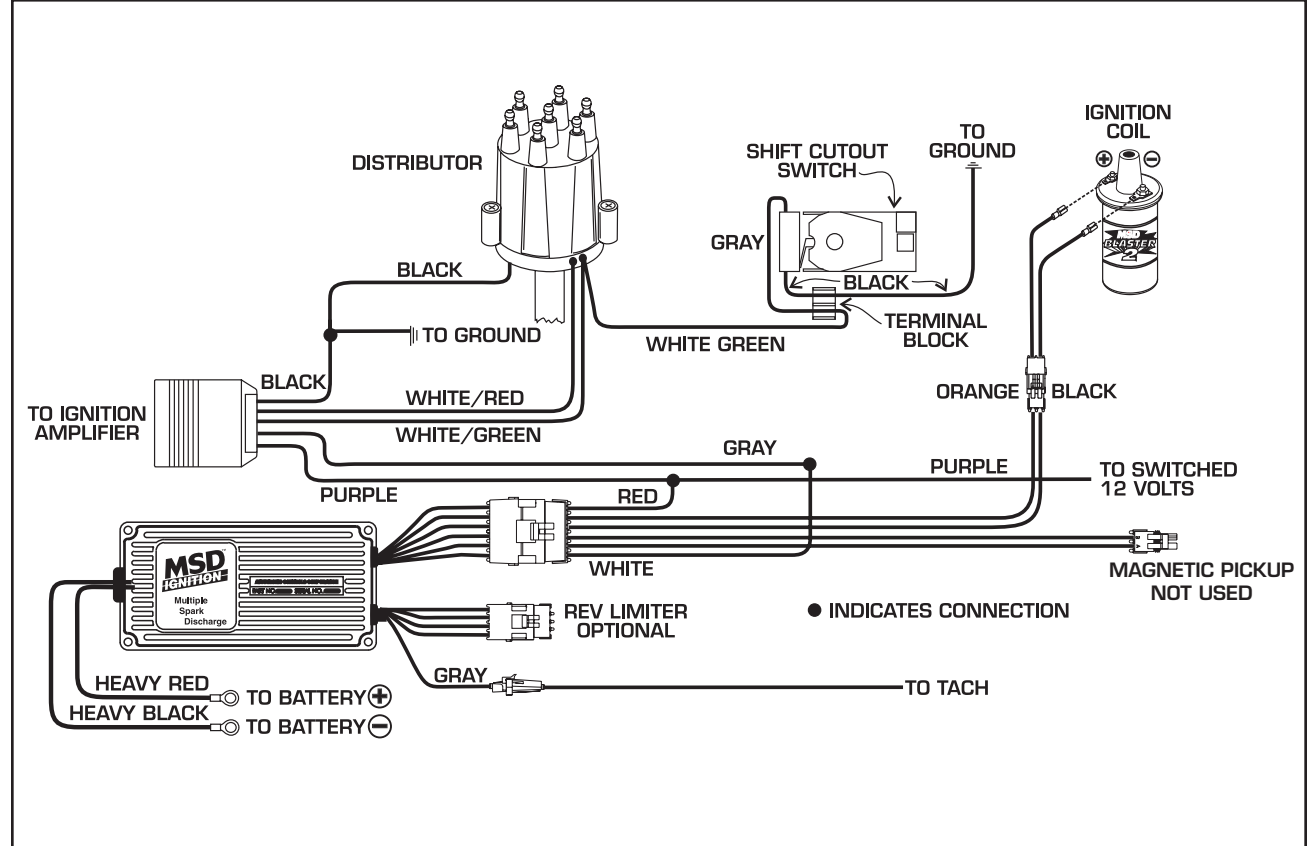 IGNITION
COIL
TO
GROUND
SHIFT CUTOUT
SWITCH
DISTRIBUTOR
GRAY
MSD
BLASTER
2
BLACK
BLACK
TERMINAL
BLOCK
TO GROUND
WHITE GREEN
BLACK
ORANGE
BLACK
WHITE/RED
TO IGNITION
AMPLIFIER
WHITE/GREEN
GRAY
PURPLE
TO SWITCHED
12 VOLTS
PURPLE
RED
MSD
IGNITION
Multiple
Spark
Discharge
WHITE
MAGNETIC PICKUP
NOT USED
REV LIMITER
OPTIONAL
INDICATES CONNECTION
GRAY
TO TACH
HEAVY RED
TO BATTERY +
HEAVY BLACK
TO BATTERY -